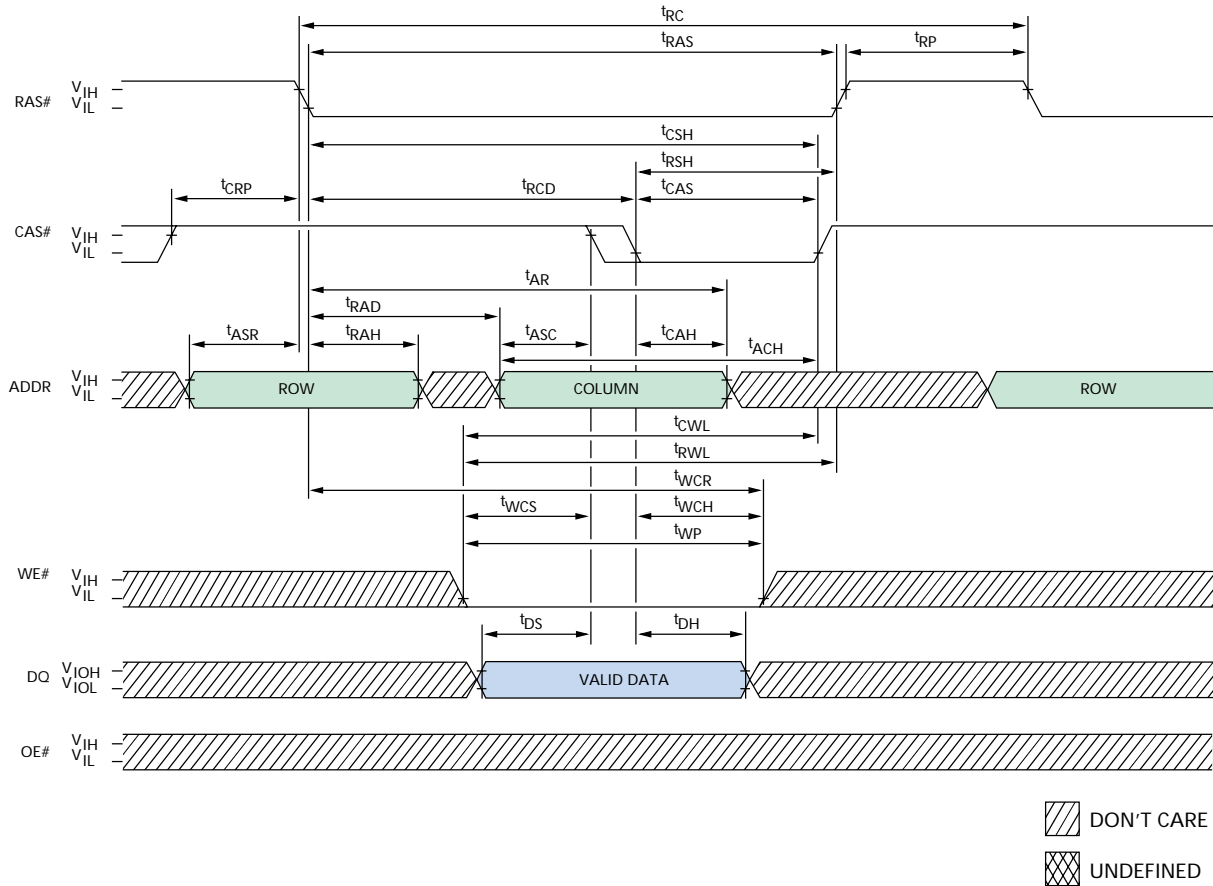 tRC
tRAS
tRP
RAS#
VIH
VIL
tCSH
tRSH
tCRP
tRCD
tCAS
CAS#
VIH
VIL
tAR
tRAD
tASR
tRAH
tASC
tCAH
tACH
ADDR
VIH
VIL
ROW
COLUMN
ROW
tCWL
tRWL
tWCR
tWCS
tWCH
tWP
WE#
VIH
VIL
tDS
tDH
DQ
VIOH
VIOL
VALID DATA
OE#
VIH
VIL
DON'T CARE
UNDEFINED